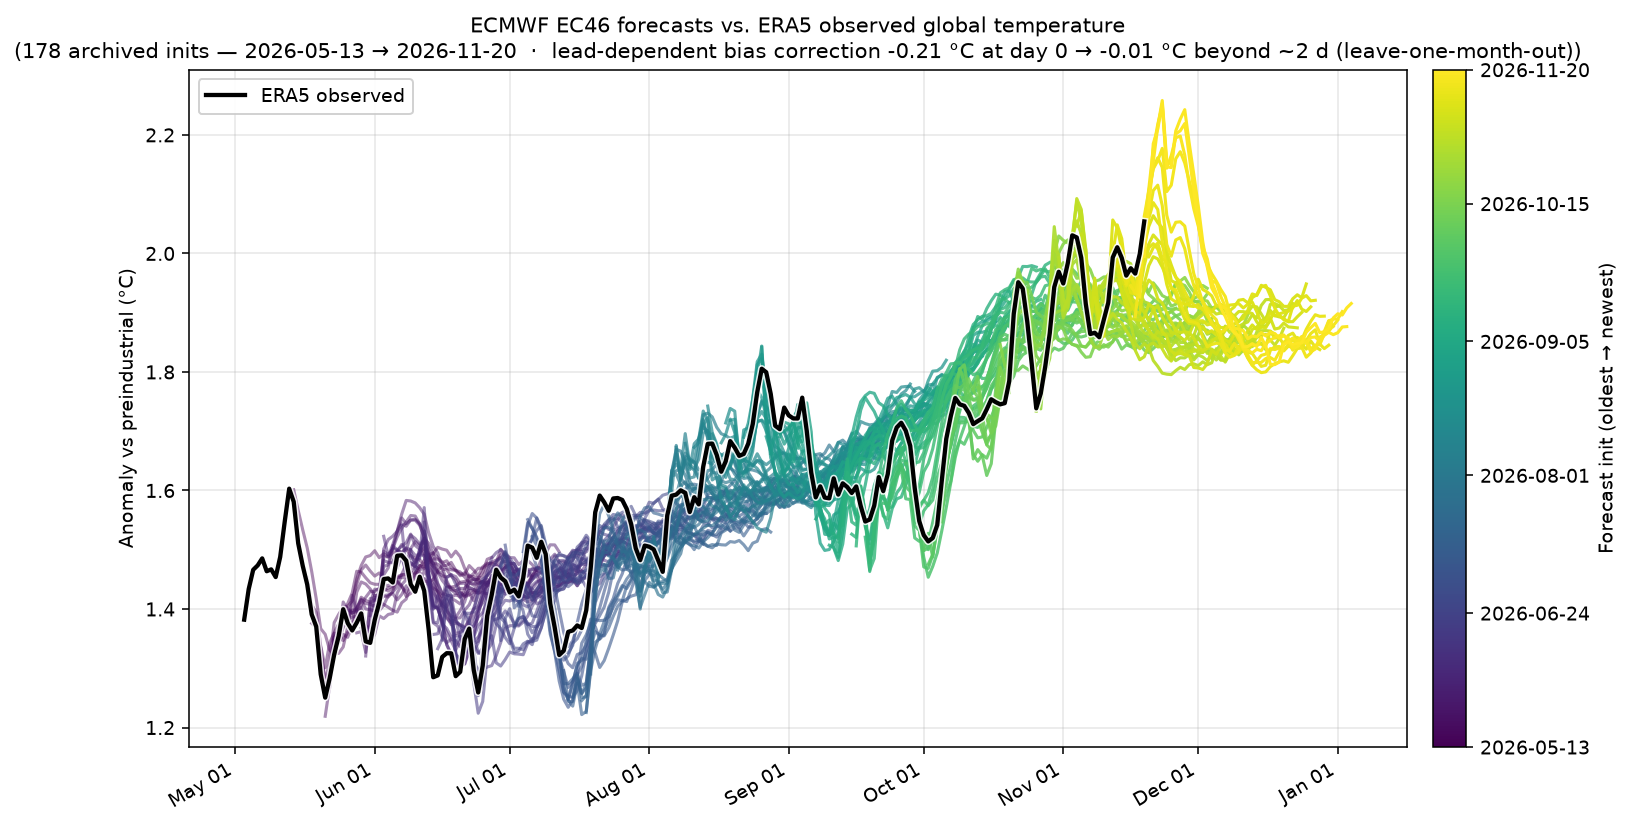 ECMWF EC46 forecasts vs. ERA5 observed global temperature
(178 archived inits — 2026-05-13 → 2026-11-20 · lead-dependent bias correction -0.21 °C at day 0 → -0.01 °C beyond ~2 d (leave-one-month-out))
ERA5 observed
Anomaly vs preindustrial (°C)
2.2
2.0
1.8
1.6
1.4
1.2
May 01
Jun 01
Jul 01
Aug 01
Sep 01
Oct 01
Nov 01
Dec 01
Jan 01
2026-11-20
2026-10-15
2026-09-05
2026-08-01
2026-06-24
2026-05-13
Forecast init (oldest → newest)